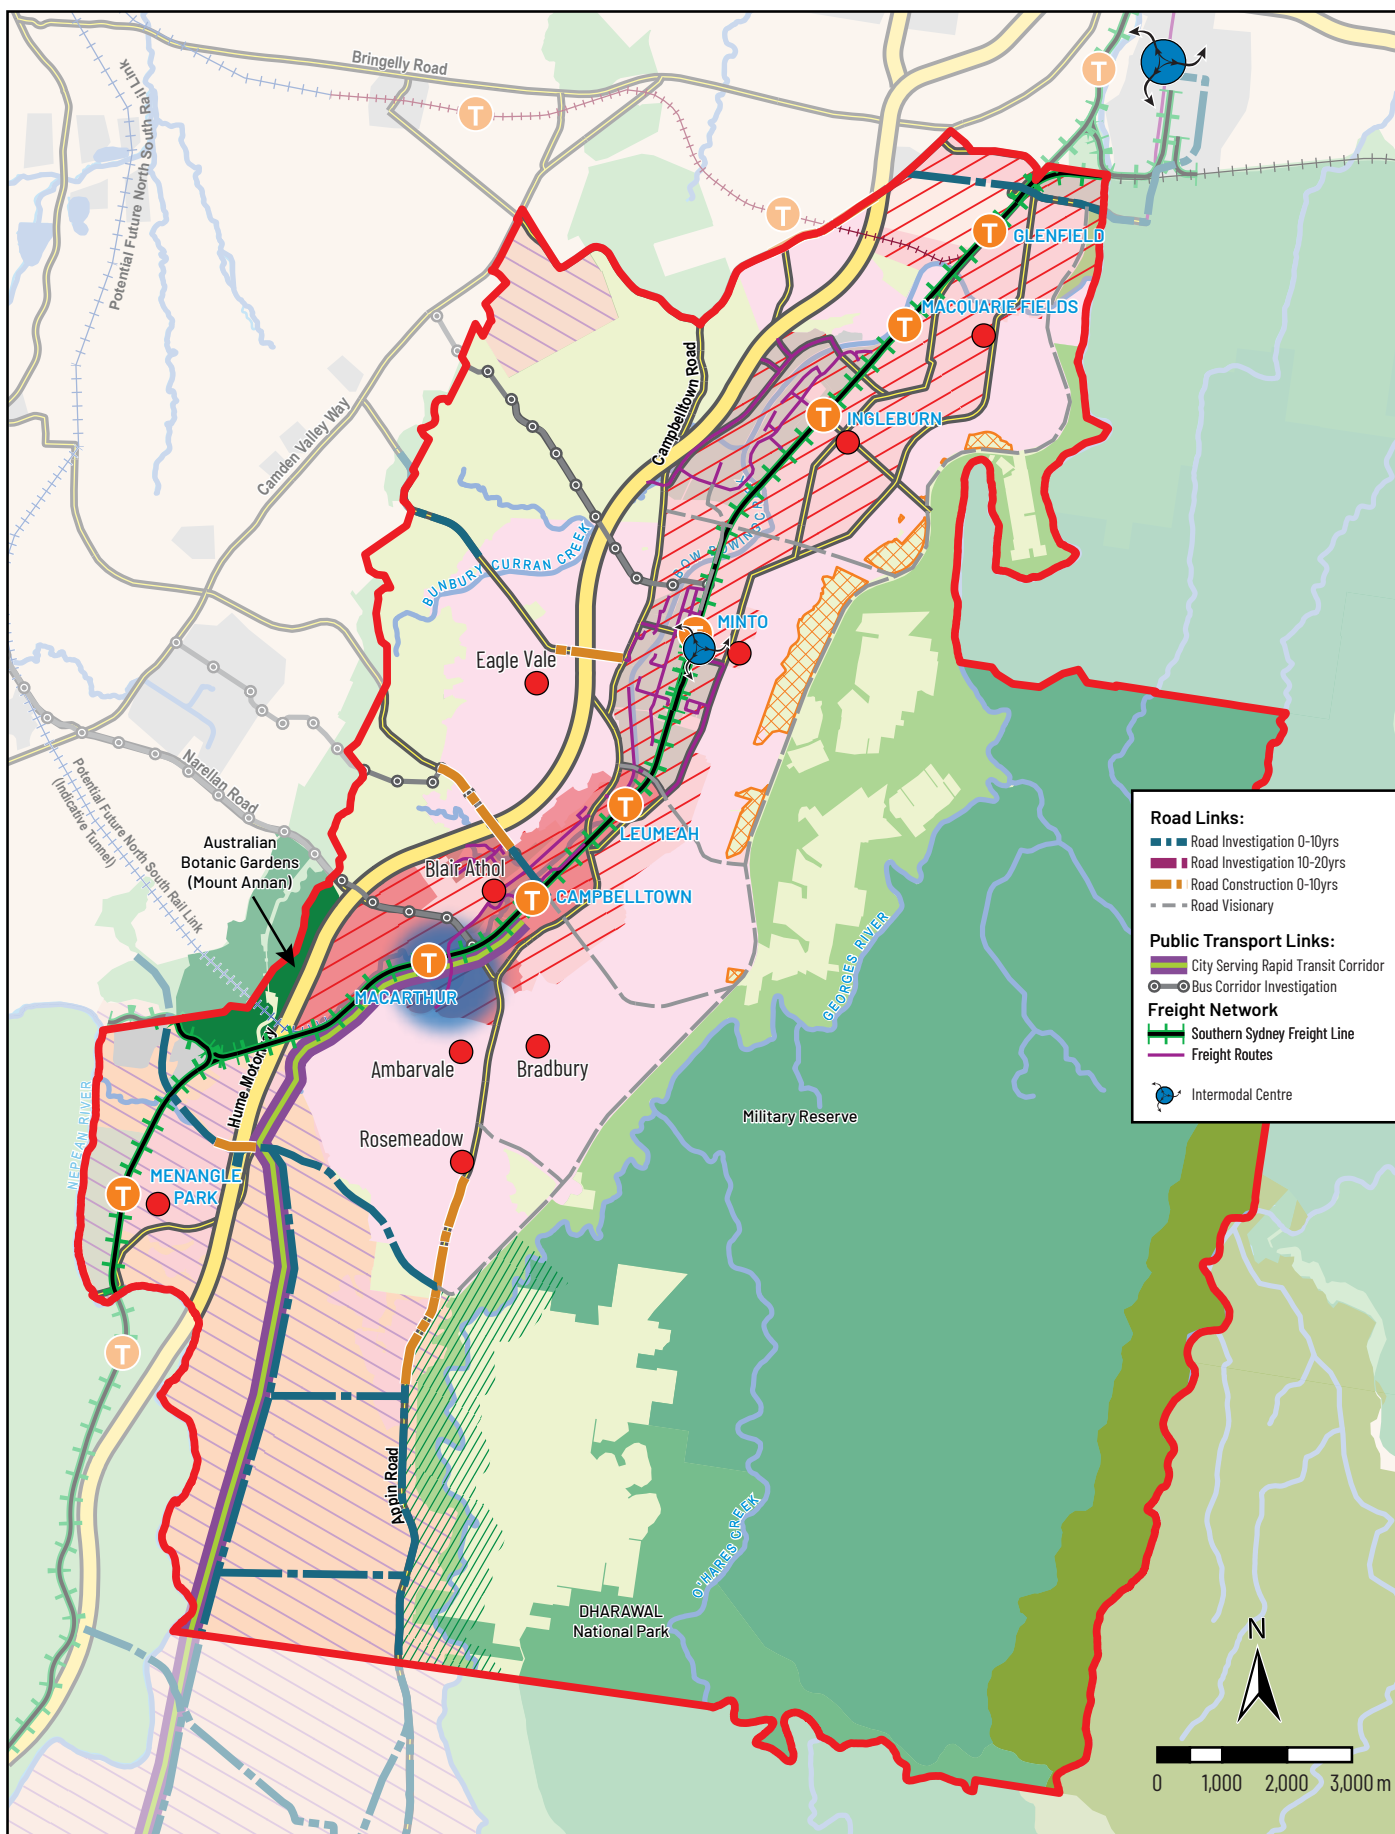 Bringelly Road
T
T
T
Potential Future North South Rail Link
T
GLENFIELD
T
MACQUARIE FIELDS
Campbelltown Road
Camden Valley Way
T
INGLEBURN
BOW BOWING CREEK
BUNBURY CURRAN CREEK
T
MINTO
Eagle Vale
Narellan Road
Potential Future North South Rail Link
(Indicative Tunnel)
T
LEUMEAH
Australian
Botanic Gardens
(Mount Annan)
Blair Athol
T
CAMPBELLTOWN
T
MACARTHUR
GEORGES RIVER
Hume Motorway
Ambarvale
Bradbury
NEPEAN RIVER
Rosemeadow
Military Reserve
MENANGLE
PARK
T
T
Appin Road
O'HARES CREEK
DHARAWAL
National Park
Road Links:
Road Investigation 0-10yrs
Road Investigation 10-20yrs
Road Construction 0-10yrs
Road Visionary
Public Transport Links:
City Serving Rapid Transit Corridor
Bus Corridor Investigation
Freight Network
Southern Sydney Freight Line
Freight Routes
Intermodal Centre
N
0 1,000 2,000 3,000 m